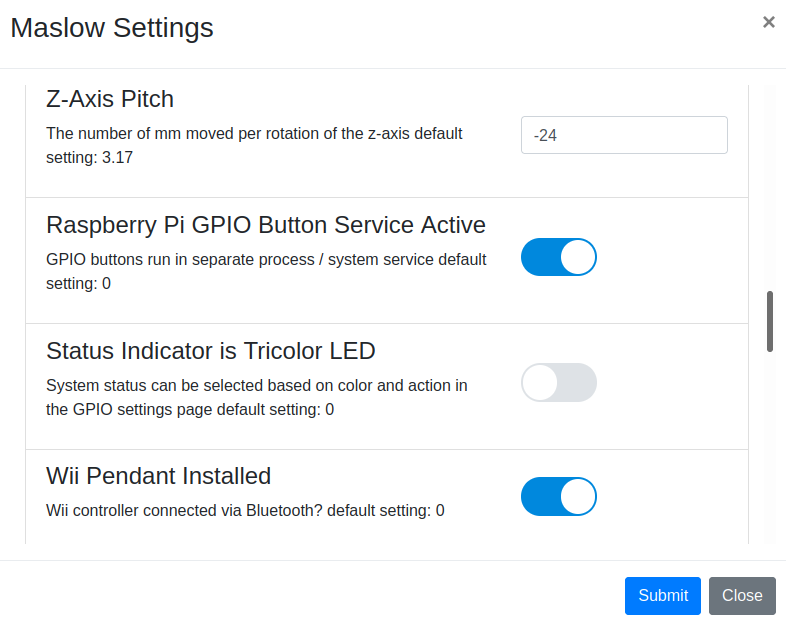 Maslow Settings
×
Z-Axis Pitch
The number of mm moved per rotation of the z-axis default
setting: 3.17
-24
Raspberry Pi GPIO Button Service Active
GPIO buttons run in separate process / system service default
setting: 0
Status Indicator is Tricolor LED
System status can be selected based on color and action in
the GPIO settings page default setting: 0
Wii Pendant Installed
Wii controller connected via Bluetooth? default setting: 0
Submit
Close